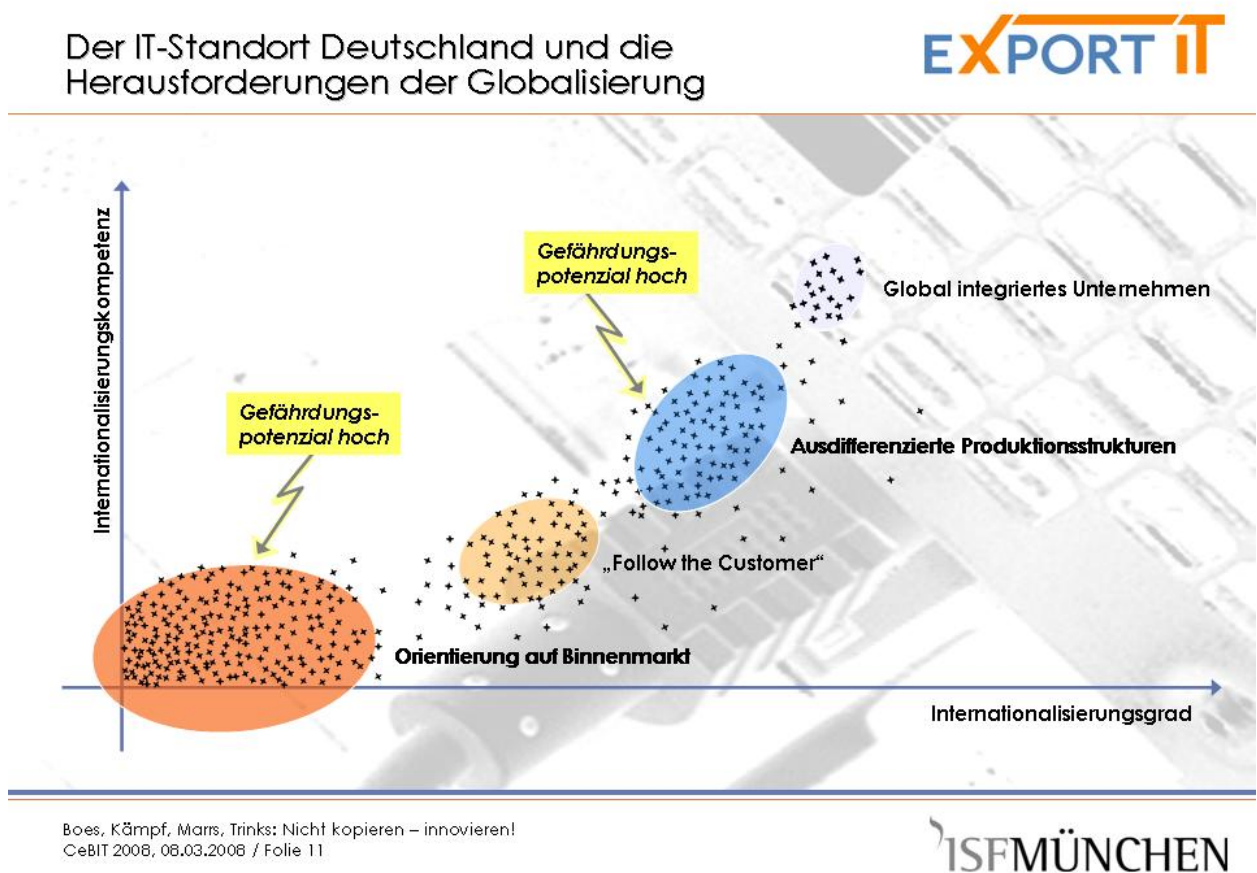 Der IT-Standort Deutschland und die
Herausforderungen der Globalisierung
EXPORT iT
Internationalisierungskompetenz
Gefährdungs-
potenzial hoch
Global integriertes Unternehmen
Gefährdungs-
potenzial hoch
Ausdifferenzierte Produktionsstrukturen
„Follow the Customer“
Orientierung auf Binnenmarkt
Internationalisierungsgrad
Boes, Kämpf, Marrs, Trinks: Nicht kopieren – innovieren!
CeBIT 2008, 08.03.2008 / Folie 11
ISFMÜNCHEN